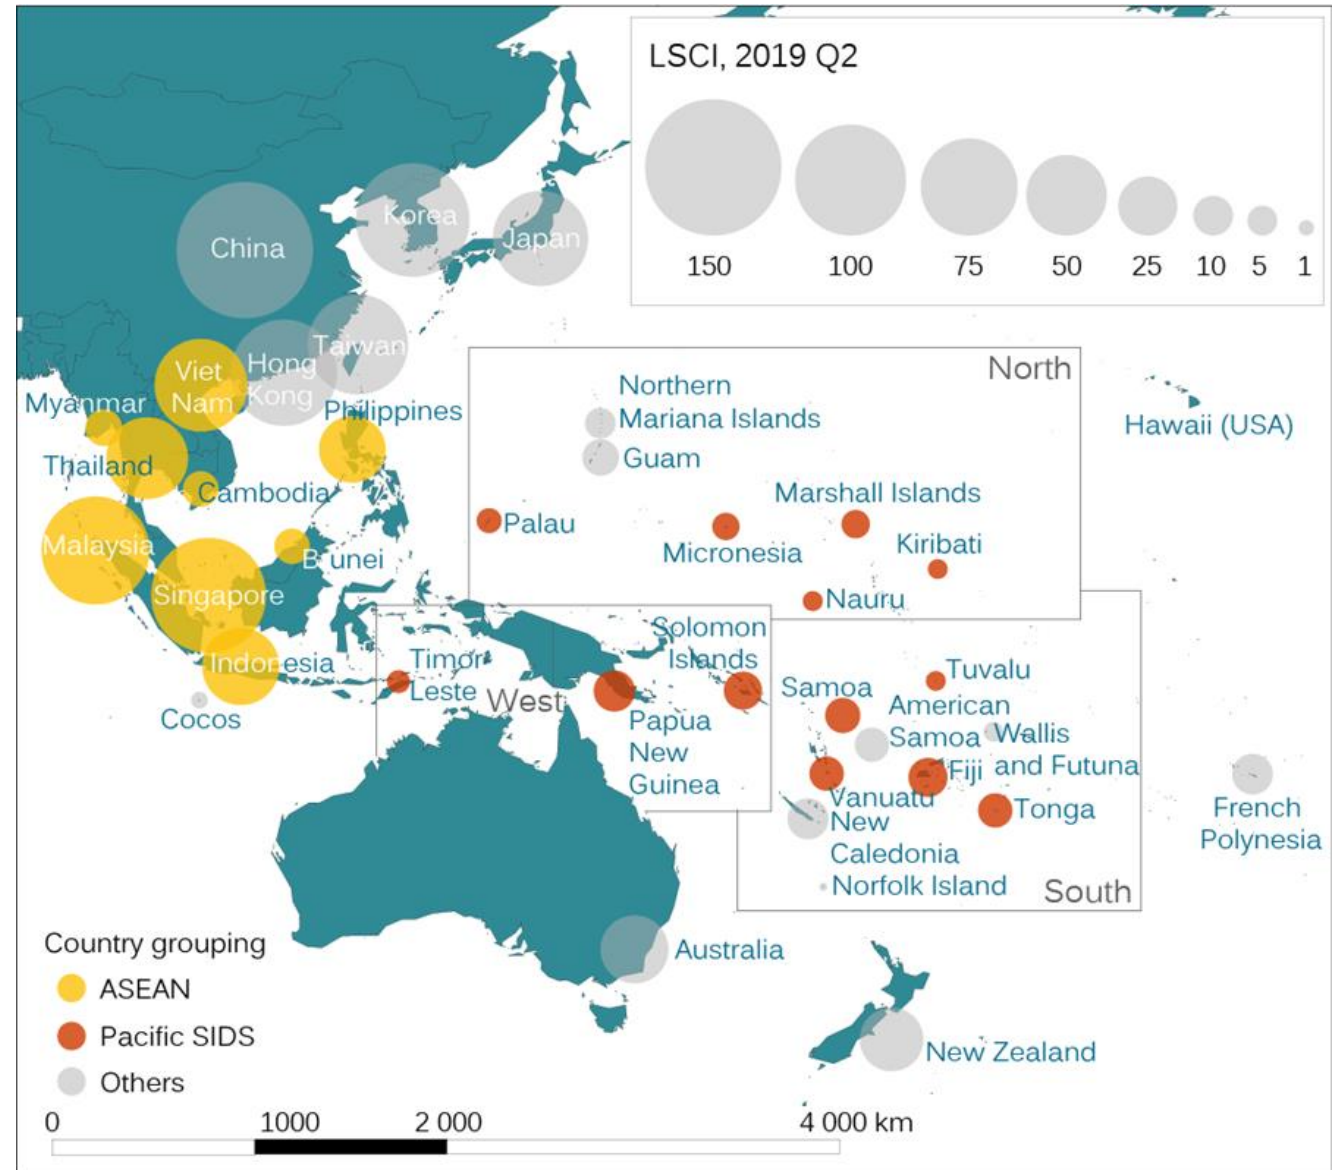 LSCI, 2019 Q2
150 100 75 50 25 10 5 1
China
Korea
Japan
Taiwan
Hong
Kong
Viet
Nam
Myanmar
Philippines
Thailand
Cambodia
Malaysia
Brunei
Singapore
Indonesia
Cocos
North
Northern
Mariana Islands
Guam
Palau
Micronesia
Marshall Islands
Kiribati
Nauru
Hawaii (USA)
West
Timor
Leste
Solomon
Islands
Papua
New
Guinea
Tuvalu
Samoa
American
Samoa
Wallis
and Futuna
Fiji
Vanuatu
Tonga
New
Caledonia
Norfolk Island
South
French
Polynesia
Australia
New Zealand
Country grouping
ASEAN
Pacific SIDS
Others
0 1000 2 000 4 000 km